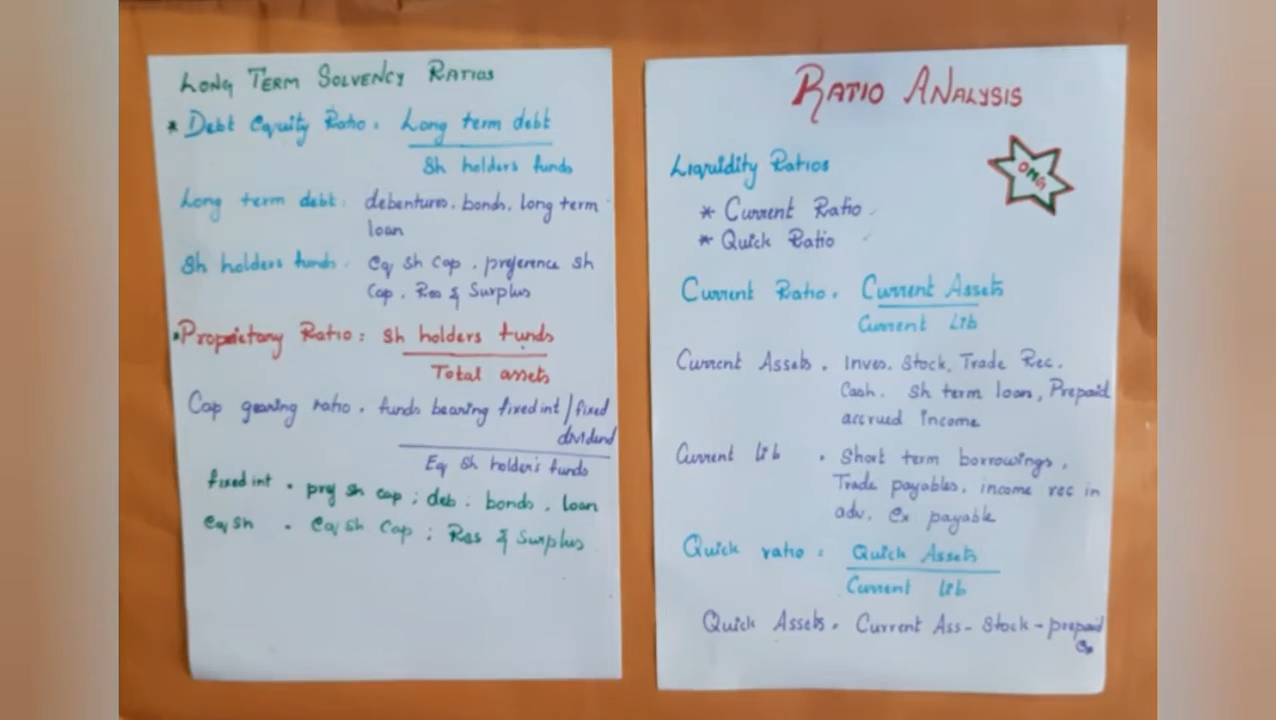 LONG TERM SOLVENCY RATIOS
* Debt Equity Ratio = Long term debt
Sh holders funds
Long term debt = debentures, bonds, long term
loan
Sh holders funds = Eq Sh Cap, preference Sh
Cap, Res & Surplus
* Proprietary Ratio = Sh holders funds
Total assets
Cap gearing ratio = funds bearing fixed int / fixed
dividend
Eq Sh holder's funds
fixed int = pref sh cap ; deb ; bonds, loan
Eq Sh = Eq Sh Cap ; Res & Surplus
RATIO ANALYSIS
OMG
Liquidity Ratios
* Current Ratio
* Quick Ratio
Current Ratio = Current Assets
Current Lib
Current Assets = Inves, Stock, Trade Rec,
Cash, Sh term loan, Prepaid
accrued Income
Current lib = Short term borrowings,
Trade payables, income rec in
adv, Ex payable
Quick ratio = Quick Assets
Current lib
Quick Assets = Current Ass - Stock - prepaid
Ex